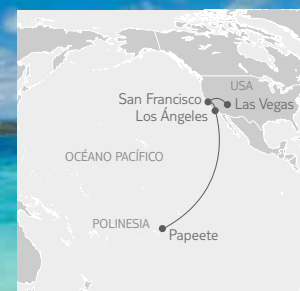 USA
San Francisco
Las Vegas
Los Ángeles
OCÉANO PACÍFICO
POLINESIA
Papeete